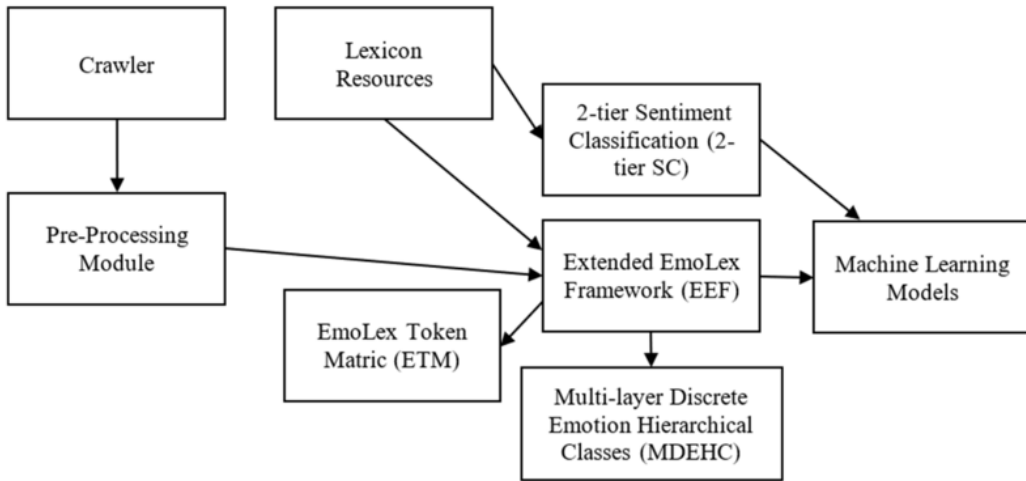 Crawler
Lexicon
Resources
2-tier Sentiment
Classification (2-
tier SC)
Pre-Processing
Module
Extended EmoLex
Framework (EEF)
Machine Learning
Models
EmoLex Token
Matric (ETM)
Multi-layer Discrete
Emotion Hierarchical
Classes (MDEHC)